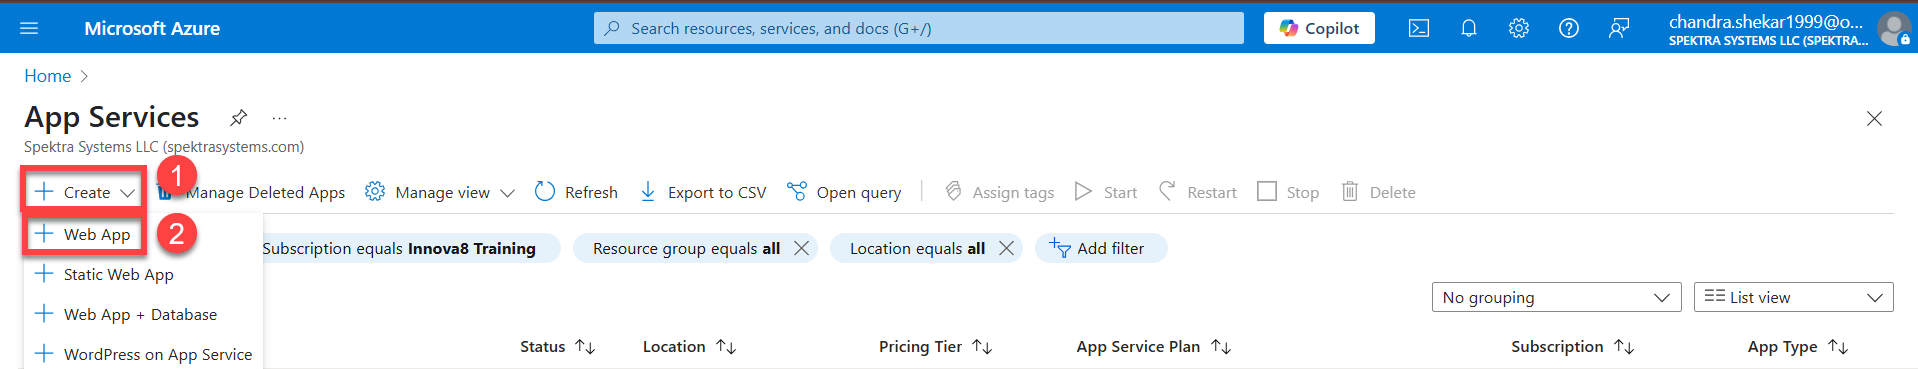 Microsoft Azure
Search resources, services, and docs (G+/)
Copilot
chandra.shekar1999@o...
SPEKTRA SYSTEMS LLC (SPEKTRA...
Home
App Services
...
Spektra Systems LLC (spektrasystems.com)
1
Create
Manage Deleted Apps
Manage view
Refresh
Export to CSV
Open query
Assign tags
Start
Restart
Stop
Delete
Web App
2
Subscription equals Innova8 Training
Resource group equals all
Location equals all
Add filter
Static Web App
No grouping
List view
Web App + Database
WordPress on App Service
Status
Location
Pricing Tier
App Service Plan
Subscription
App Type